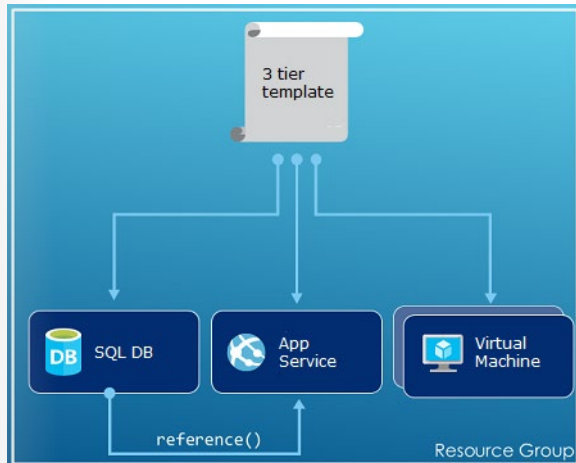 3 tier
template
DB
SQL DB
App
Service
Virtual
Machine
reference()
Resource Group